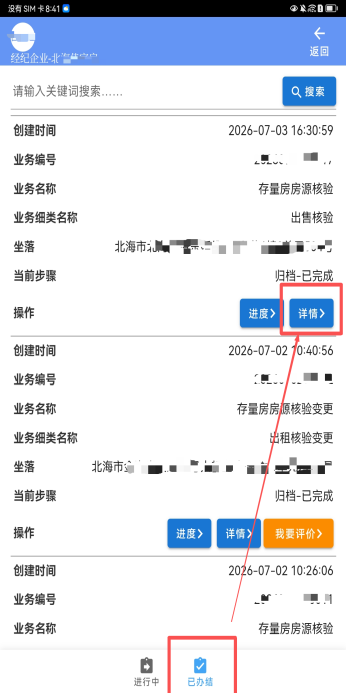 没有 SIM 卡 8:41
经纪企业-北海
返回
请输入关键词搜索……
搜索
创建时间 2026-07-03 16:30:59
业务编号
业务名称 存量房房源核验
业务细类名称 出售核验
坐落 北海市北
当前步骤 归档-已完成
操作 进度 详情
创建时间 2026-07-02 10:40:56
业务编号
业务名称 存量房房源核验变更
业务细类名称 出租核验变更
坐落 北海市
当前步骤 归档-已完成
操作 进度 详情 我要评价
创建时间 2026-07-02 10:26:06
业务编号
业务名称 存量房房源核验
进行中 已办结